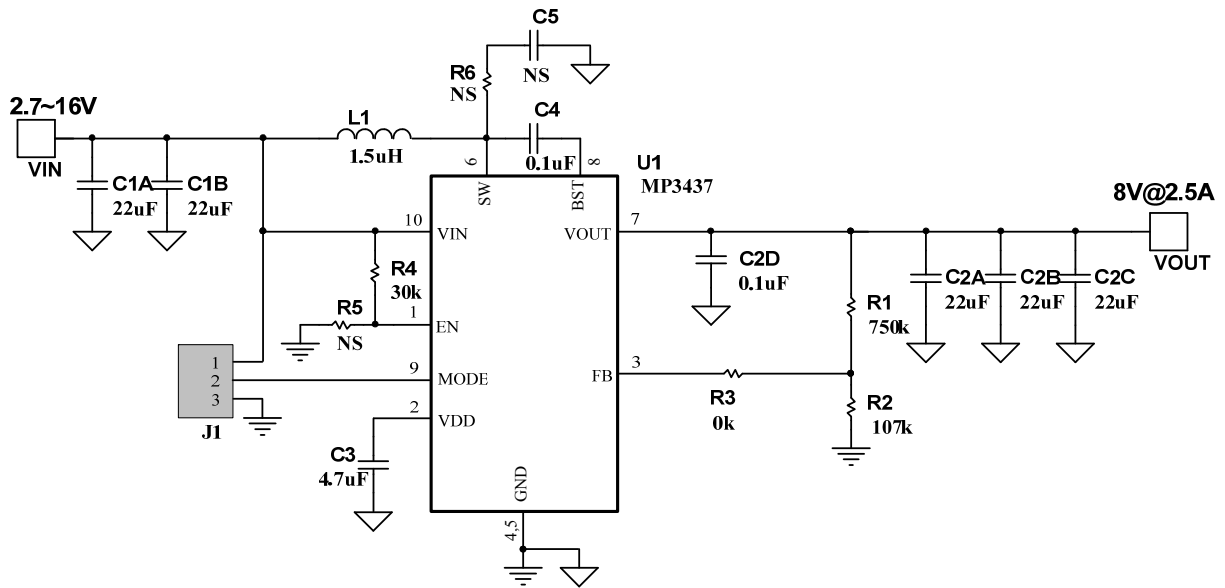 C5
NS
R6
NS
2.7~16V
VIN
L1
1.5uH
C4
0.1uF
6
8
SW
BST
U1
MP3437
C1A
22uF
C1B
22uF
10
VIN
7
VOUT
8V@2.5A
VOUT
R4
30k
R5
NS
1
EN
C2D
0.1uF
C2A
22uF
C2B
22uF
C2C
22uF
R1
750k
1
2
3
J1
9
MODE
2
VDD
3
FB
R3
0k
R2
107k
C3
4.7uF
GND
4,5